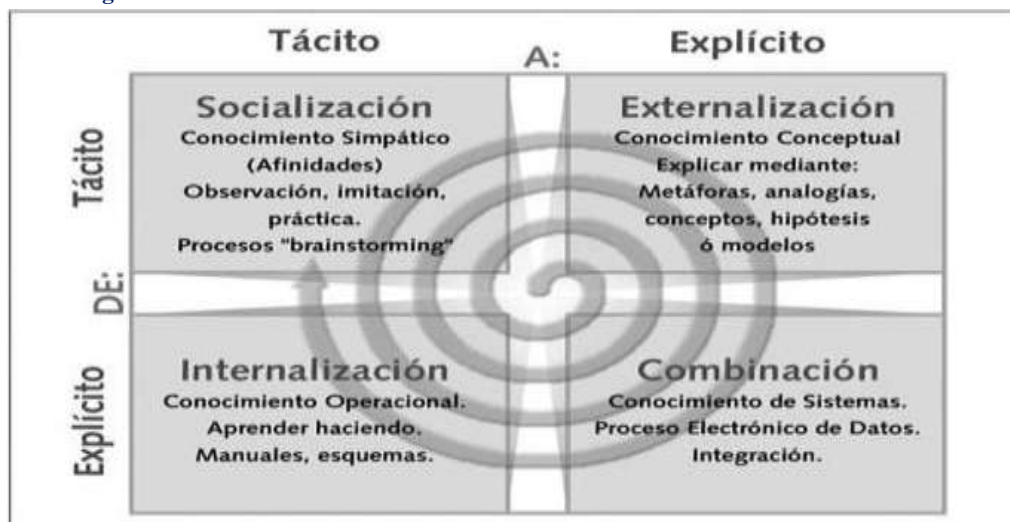 Tácito
A:
Explícito
Tácito
Socialización
Conocimiento Simpático
(Afinidades)
Observación, imitación,
práctica.
Procesos "brainstorming"
Externalización
Conocimiento Conceptual
Explicar mediante:
Metáforas, analogías,
conceptos, hipótesis
ó modelos
DE:
Explícito
Internalización
Conocimiento Operacional.
Aprender haciendo.
Manuales, esquemas.
Combinación
Conocimiento de Sistemas.
Proceso Electrónico de Datos.
Integración.